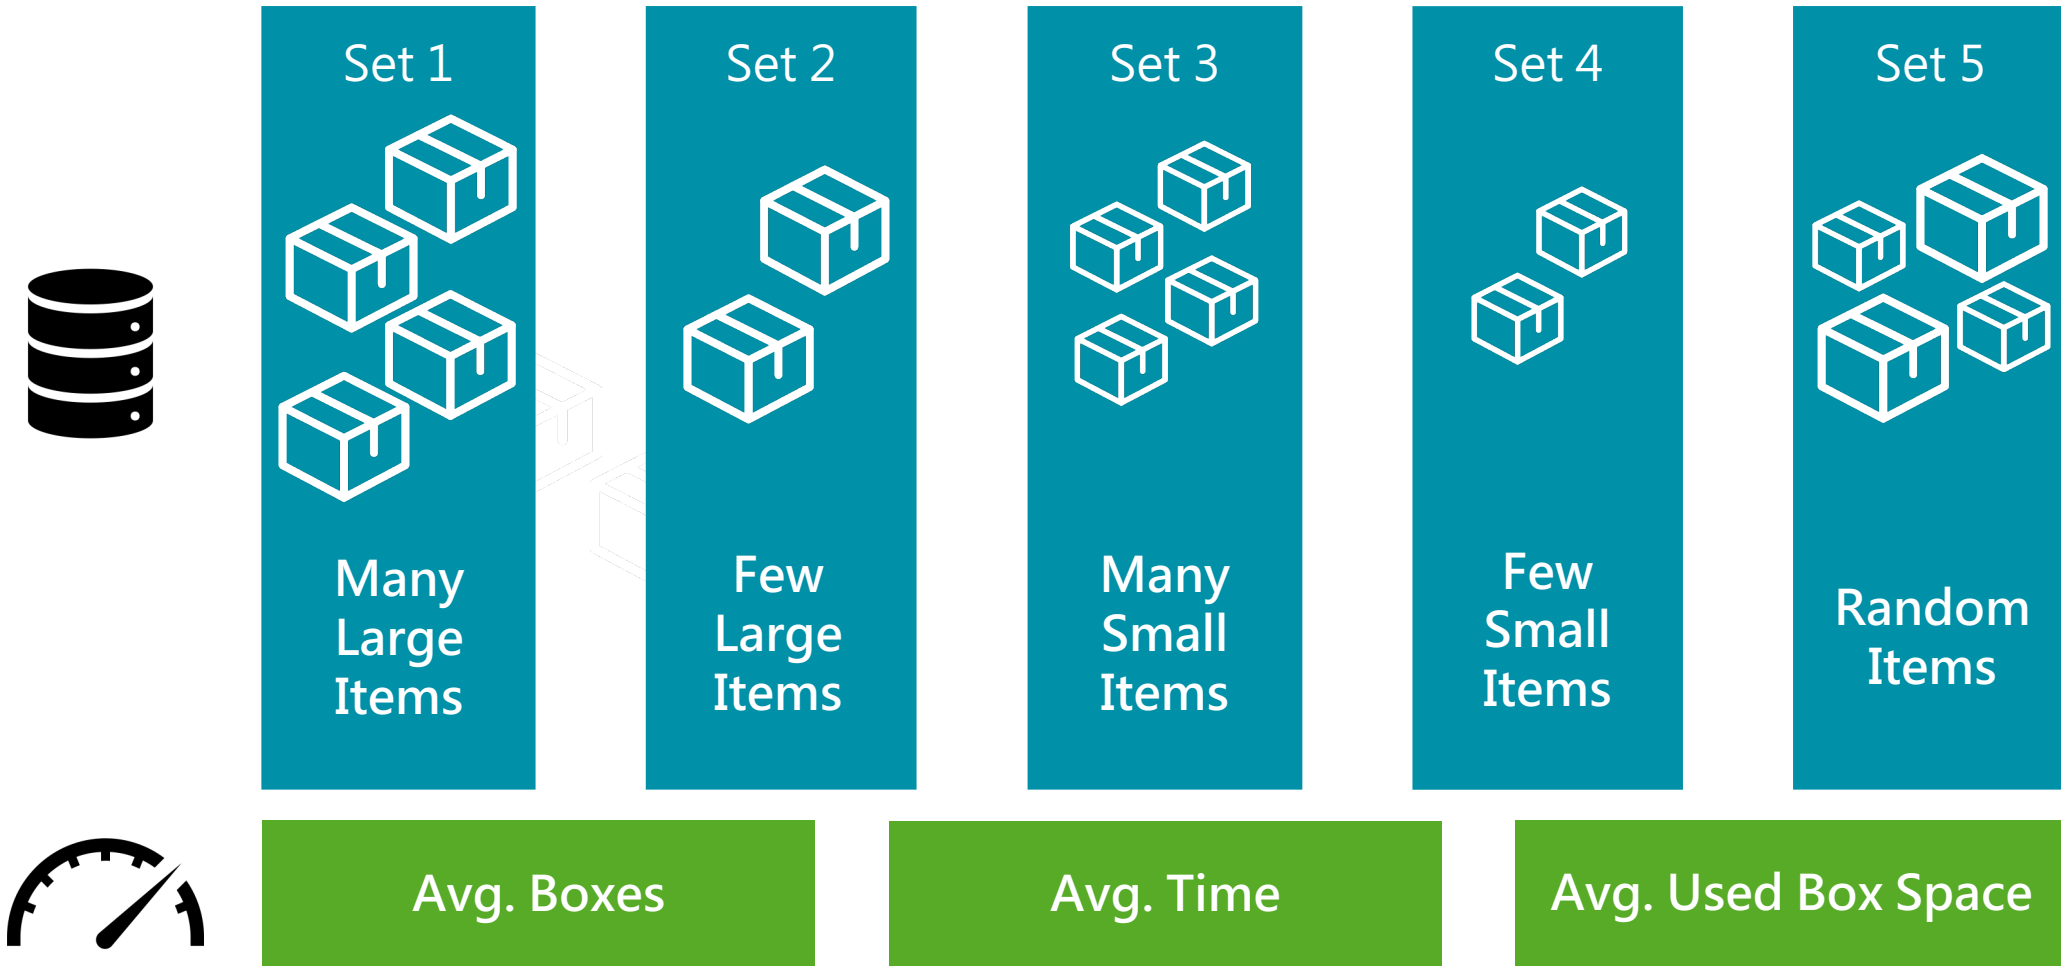 Set 1
Many
Large
Items
Set 2
Few
Large
Items
Set 3
Many
Small
Items
Set 4
Few
Small
Items
Set 5
Random
Items
Avg. Boxes
Avg. Time
Avg. Used Box Space